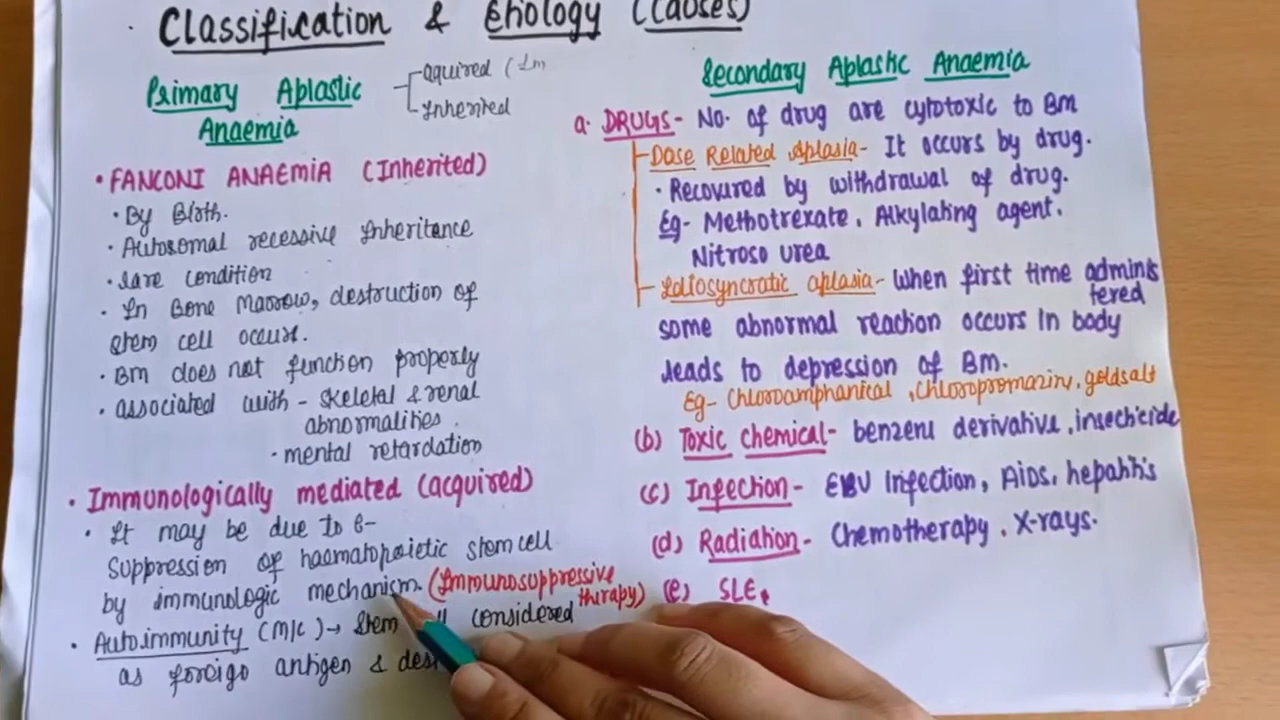 Classification & Etiology (Causes)
Primary Aplastic
Anaemia
aquired (Im
Inherited
• FANCONI ANAEMIA (Inherited)
• By Birth.
• Autosomal recessive Inheritance
• rare condition
• In Bone Marrow, destruction of
stem cell occurs.
• BM does not function properly
• associated with - skeletal & renal
abnormalities.
• mental retardation
• Immunologically mediated (acquired)
• It may be due to :-
Suppression of haematopoietic stem cell
by immunologic mechanism. (Immunosuppressive
therapy)
• Autoimmunity (M/c) → Stem considered
as foreign antigen & des
Secondary Aplastic Anaemia
a. DRUGS - No. of drug are cytotoxic to BM
Dose Related Aplasia - It occurs by drug.
• Recovured by withdrawal of drug.
Eg - Methotrexate, Alkylating agent,
Nitroso urea
Idiosyncratic aplasia - when first time adminis
tered
some abnormal reaction occurs in body
leads to depression of BM.
Eg - Chloroamphanical, Chloropromazin, gold salt
(b) Toxic chemical - benzene derivative, insecticide
(c) Infection - EBV Infection, AIDS, hepatitis
(d) Radiation - Chemotherapy, X-rays.
(e) SLE,